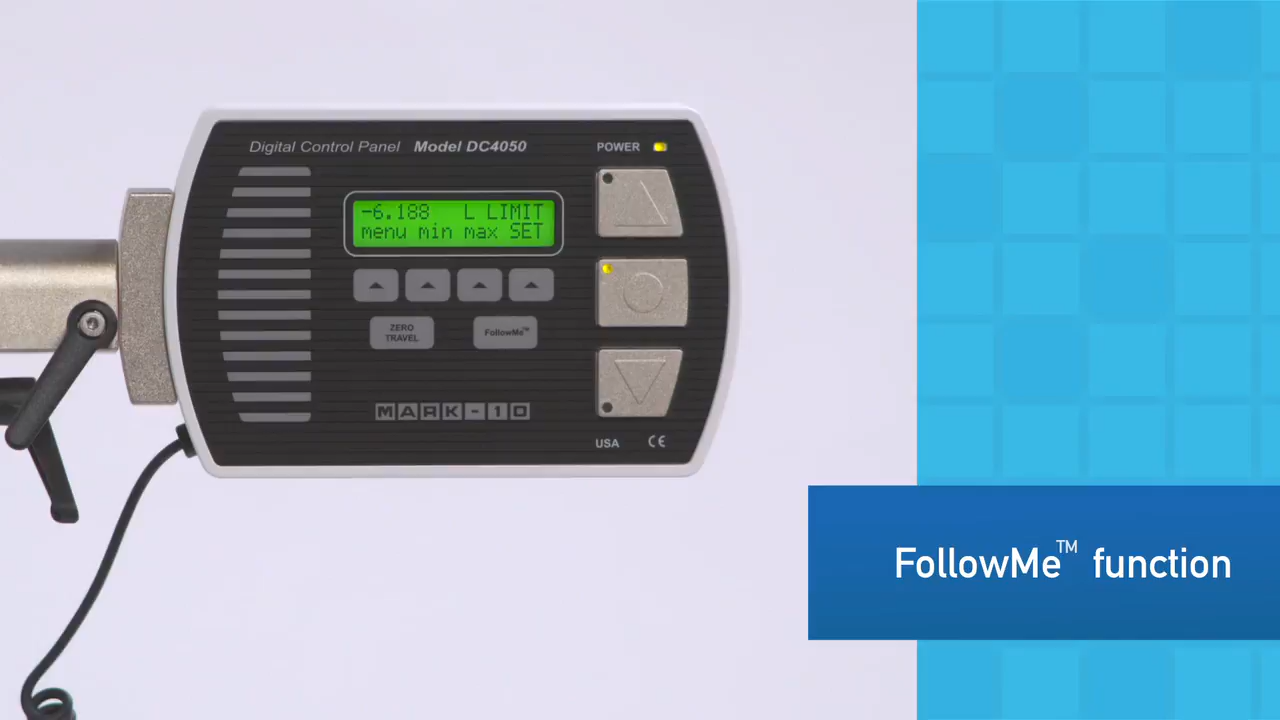 Digital Control Panel Model DC4050
POWER
-6.188 L LIMIT
menu min max SET
ZERO
TRAVEL
FollowMe™
MARK-10
USA CE
FollowMe™ function